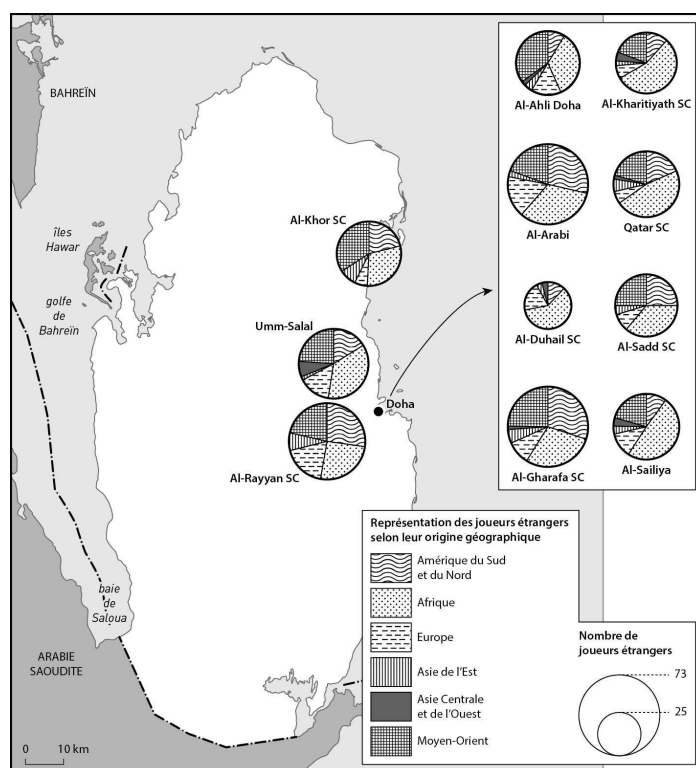 BAHREÏN
îles
Hawar
golfe
de
Bahreïn
Al-Khor SC
Umm-Salal
Doha
Al-Rayyan SC
baie
de
Saloua
ARABIE
SAOUDITE
0 10 km
Al-Ahli Doha
Al-Kharitiyath SC
Al-Arabi
Qatar SC
Al-Duhail SC
Al-Sadd SC
Al-Gharafa SC
Al-Sailiya
Représentation des joueurs étrangers
selon leur origine géographique
Amérique du Sud
et du Nord
Afrique
Europe
Asie de l'Est
Asie Centrale
et de l'Ouest
Moyen-Orient
Nombre de
joueurs étrangers
73
25